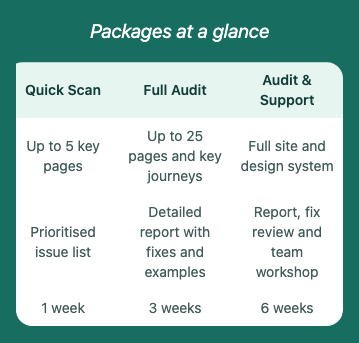 Packages at a glance
Quick Scan
Full Audit
Audit &
Support
Up to 5 key
pages
Up to 25
pages and key
journeys
Full site and
design system
Prioritised
issue list
Detailed
report with
fixes and
examples
Report, fix
review and
team
workshop
1 week
3 weeks
6 weeks